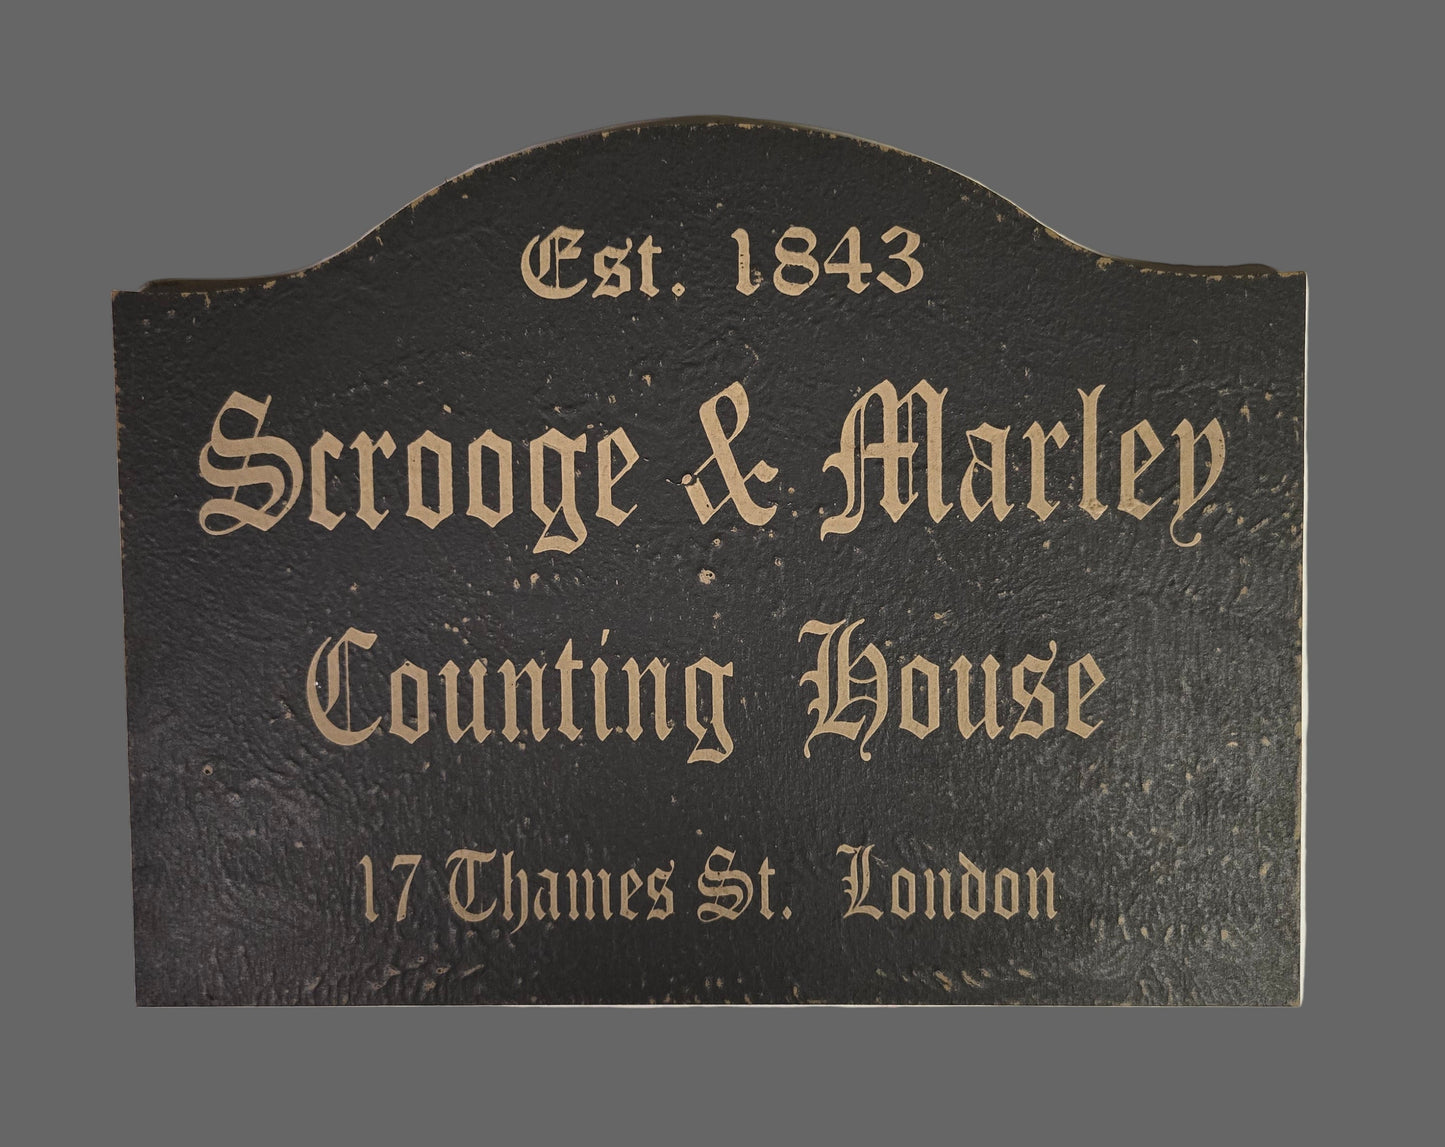 Est. 1843
Scrooge & Marley
Counting House
17 Thames St. London